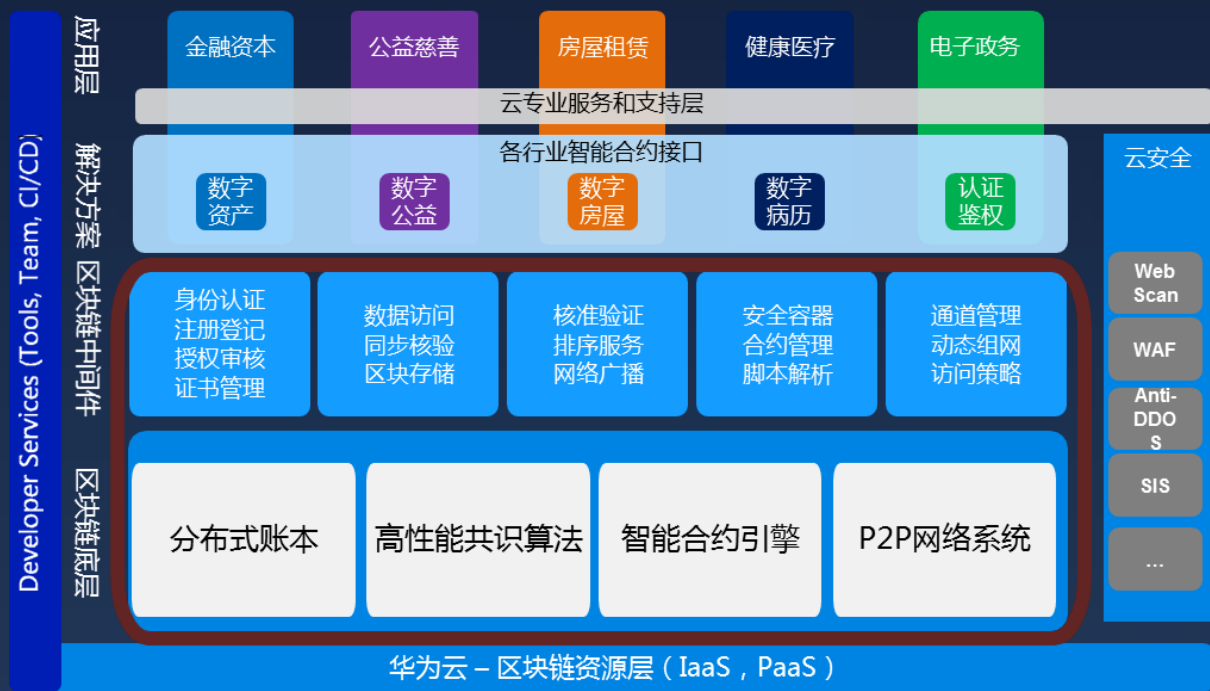 Developer Services (Tools, Team, CI/CD)
应用层
金融资本
公益慈善
房屋租赁
健康医疗
电子政务
云专业服务和支持层
解决方案
各行业智能合约接口
数字
资产
数字
公益
数字
房屋
数字
病历
认证
鉴权
区块链中间件
身份认证
注册登记
授权审核
证书管理
数据访问
同步核验
区块存储
核准验证
排序服务
网络广播
安全容器
合约管理
脚本解析
通道管理
动态组网
访问策略
区块链底层
分布式账本
高性能共识算法
智能合约引擎
P2P网络系统
云安全
Web
Scan
WAF
Anti-
DDO
S
SIS
...
华为云 – 区块链资源层（IaaS，PaaS）